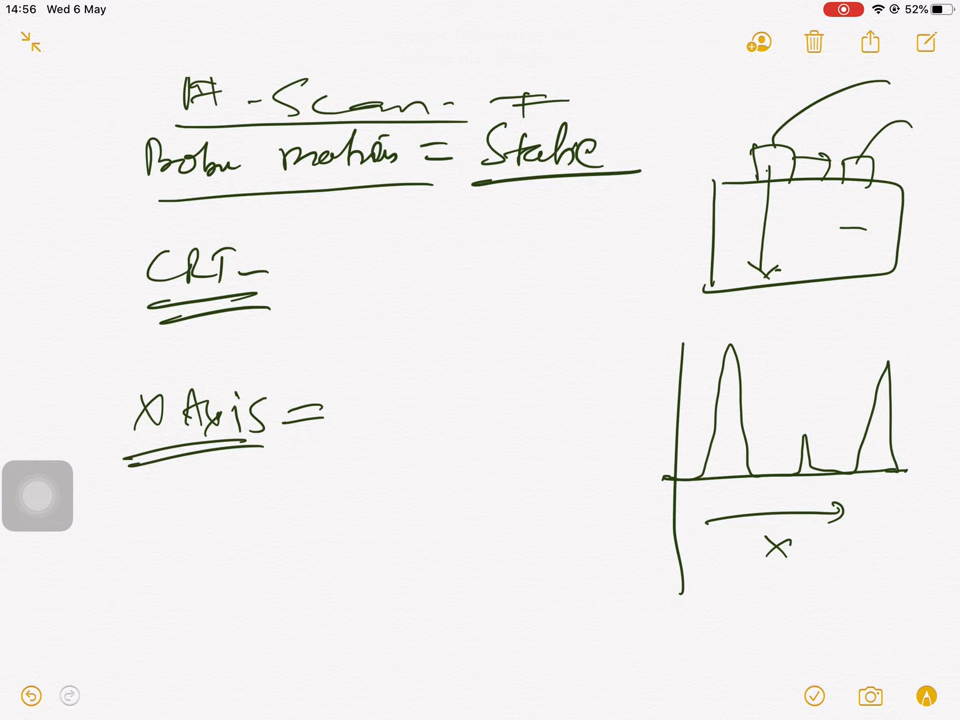 14:56 Wed 6 May 52%
A-Scan-
Probe motion = Stable
CRT-
X Axis =
X